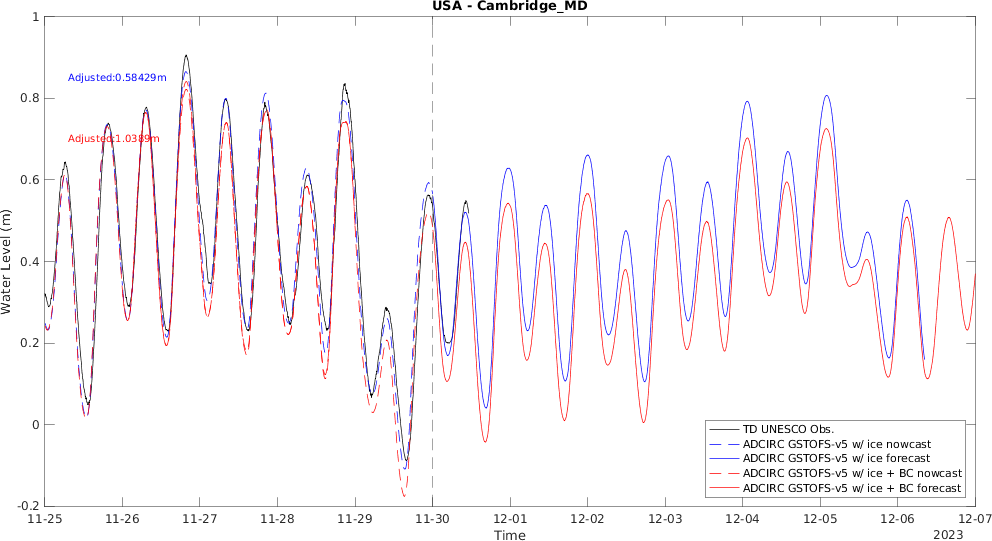 USA - Cambridge_MD
1
0.8
0.6
0.4
0.2
0
-0.2
Water Level (m)
Adjusted:0.58429m
Adjusted:1.0389m
TD UNESCO Obs.
ADCIRC GSTOFS-v5 w/ ice nowcast
ADCIRC GSTOFS-v5 w/ ice forecast
ADCIRC GSTOFS-v5 w/ ice + BC nowcast
ADCIRC GSTOFS-v5 w/ ice + BC forecast
11-25 11-26 11-27 11-28 11-29 11-30 12-01 12-02 12-03 12-04 12-05 12-06 12-07
Time
2023